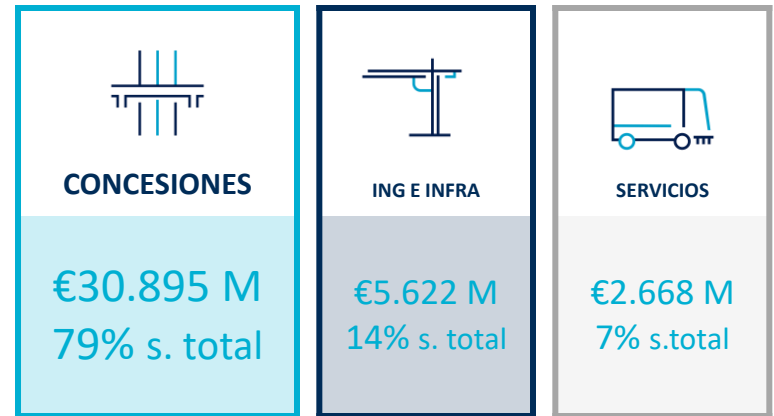 CONCESIONES
€30.895 M
79% s. total
ING E INFRA
€5.622 M
14% s. total
SERVICIOS
€2.668 M
7% s.total